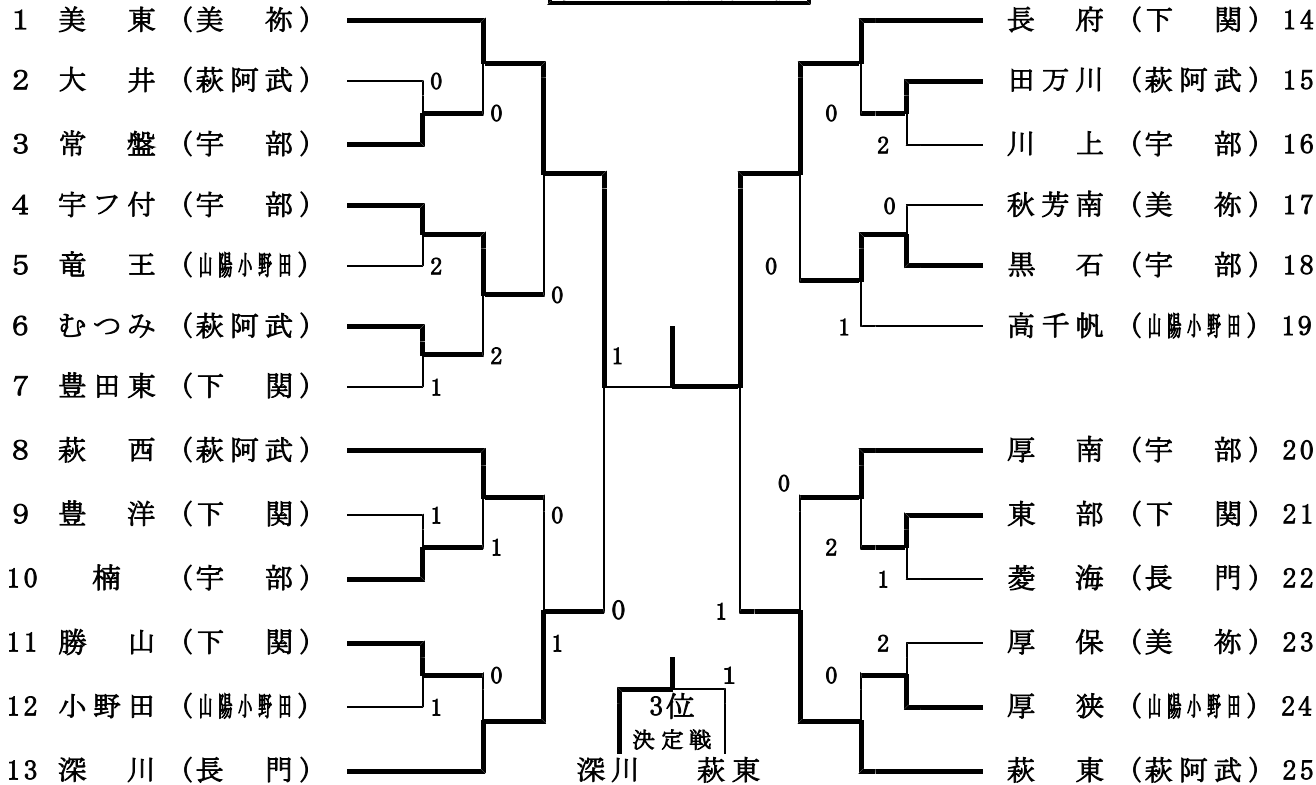 1 美 東 (美 祢)
2 大 井 (萩阿武)
3 常 盤 (宇 部)
4 宇フ付 (宇 部)
5 竜 王 (山陽小野田)
6 むつみ (萩阿武)
7 豊田東 (下 関)
8 萩 西 (萩阿武)
9 豊 洋 (下 関)
10 楠 (宇 部)
11 勝 山 (下 関)
12 小野田 (山陽小野田)
13 深 川 (長 門)
0
0
2
0
2
1
1
0
1
0
1
0
1
1
0
3位
決定戦
深川 萩東
1
0
2
0
0
1
0
2
1
1
2
0
長 府 (下 関) 14
田万川 (萩阿武) 15
川 上 (宇 部) 16
秋芳南 (美 祢) 17
黒 石 (宇 部) 18
高千帆 (山陽小野田) 19
厚 南 (宇 部) 20
東 部 (下 関) 21
菱 海 (長 門) 22
厚 保 (美 祢) 23
厚 狭 (山陽小野田) 24
萩 東 (萩阿武) 25